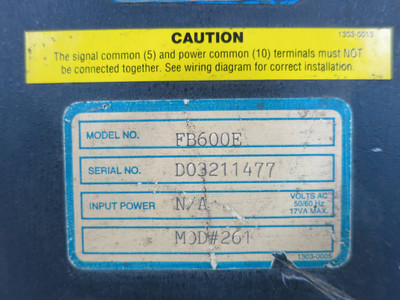 CAUTION
1303-0013
The signal common (5) and power common (10) terminals must NOT
be connected together. See wiring diagram for correct installation.
MODEL NO. FB600E
SERIAL NO. D03211477
INPUT POWER N/A VOLTS AC
50/60 Hz
17VA MAX.
MOD#261
1303-0005